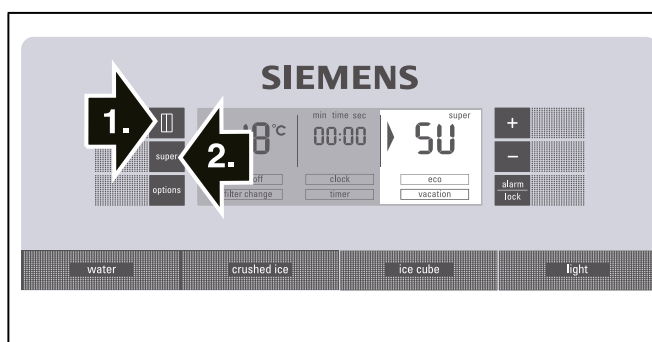 SIEMENS
1.
2.
super
options
8°C
off
filter change
min time sec
00:00
clock
timer
super
SU
eco
vacation
+
−
alarm
lock
water
crushed ice
ice cube
light